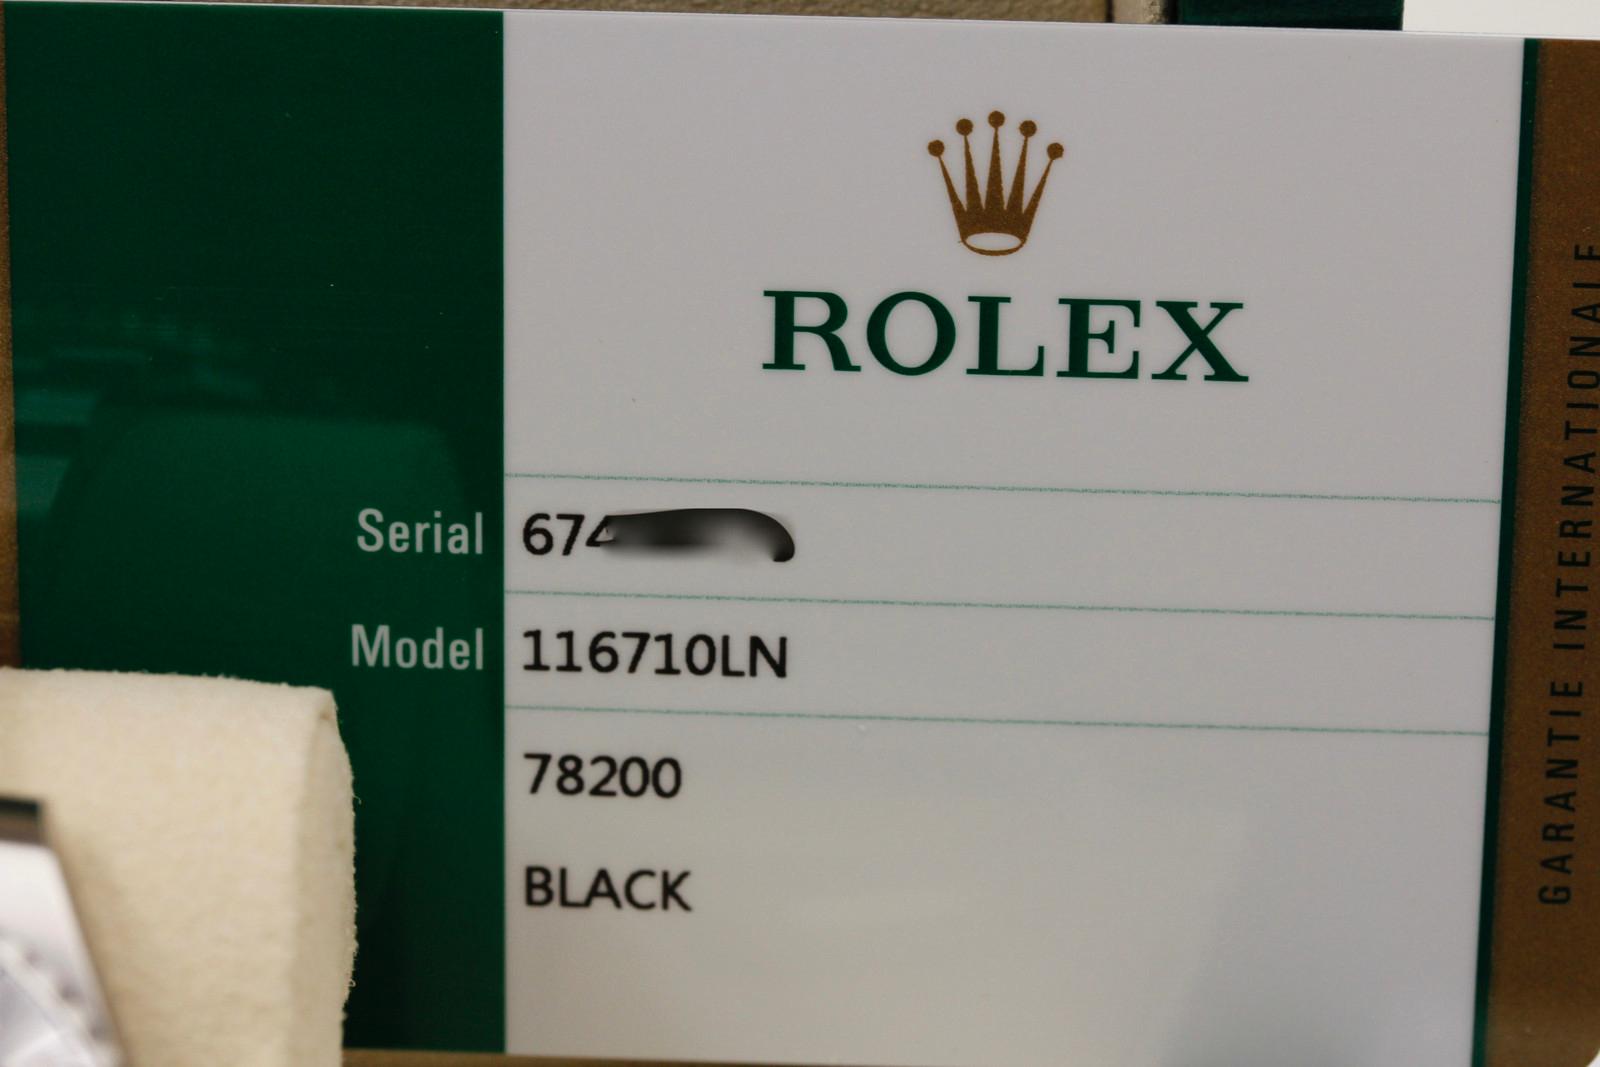 ROLEX
Serial 674
Model 116710LN
78200
BLACK
GARANTIE INTERNATIONALE